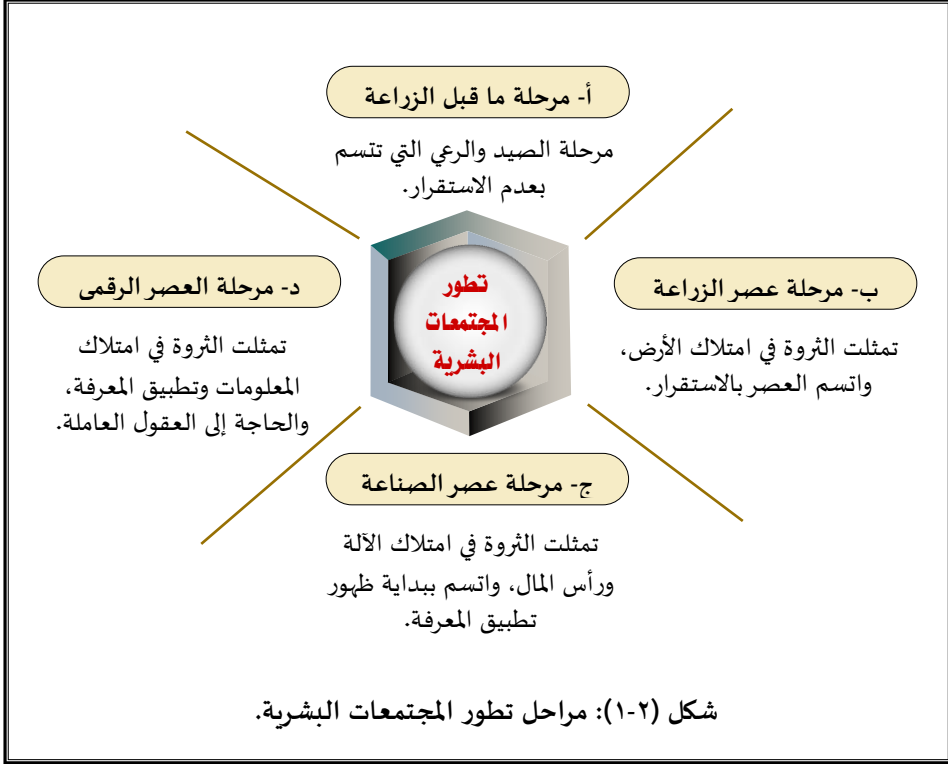 أ- مرحلة ما قبل الزراعة
مرحلة الصيد والرعي التي تتسم
بعدم الاستقرار.
تطور
المجتمعات
البشرية
ب- مرحلة عصر الزراعة
تمثلت الثروة في امتلاك الأرض،
واتسم العصر بالاستقرار.
ج- مرحلة عصر الصناعة
تمثلت الثروة في امتلاك الآلة
ورأس المال، واتسم ببداية ظهور
تطبيق المعرفة.
د- مرحلة العصر الرقمى
تمثلت الثروة في امتلاك
المعلومات وتطبيق المعرفة،
والحاجة إلى العقول العاملة.
شكل (٢-١): مراحل تطور المجتمعات البشرية.